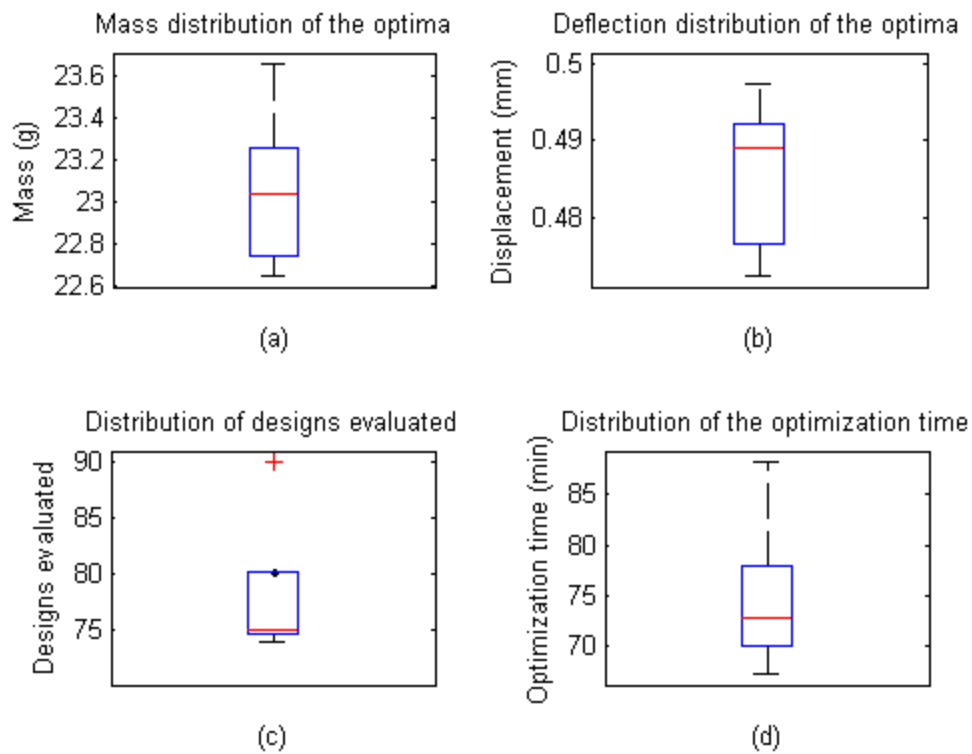 Mass distribution of the optima
Mass (g)
23.6
23.4
23.2
23
22.8
22.6
(a)
Deflection distribution of the optima
Displacement (mm)
0.5
0.49
0.48
(b)
Distribution of designs evaluated
Designs evaluated
90
85
80
75
(c)
Distribution of the optimization time
Optimization time (min)
85
80
75
70
(d)